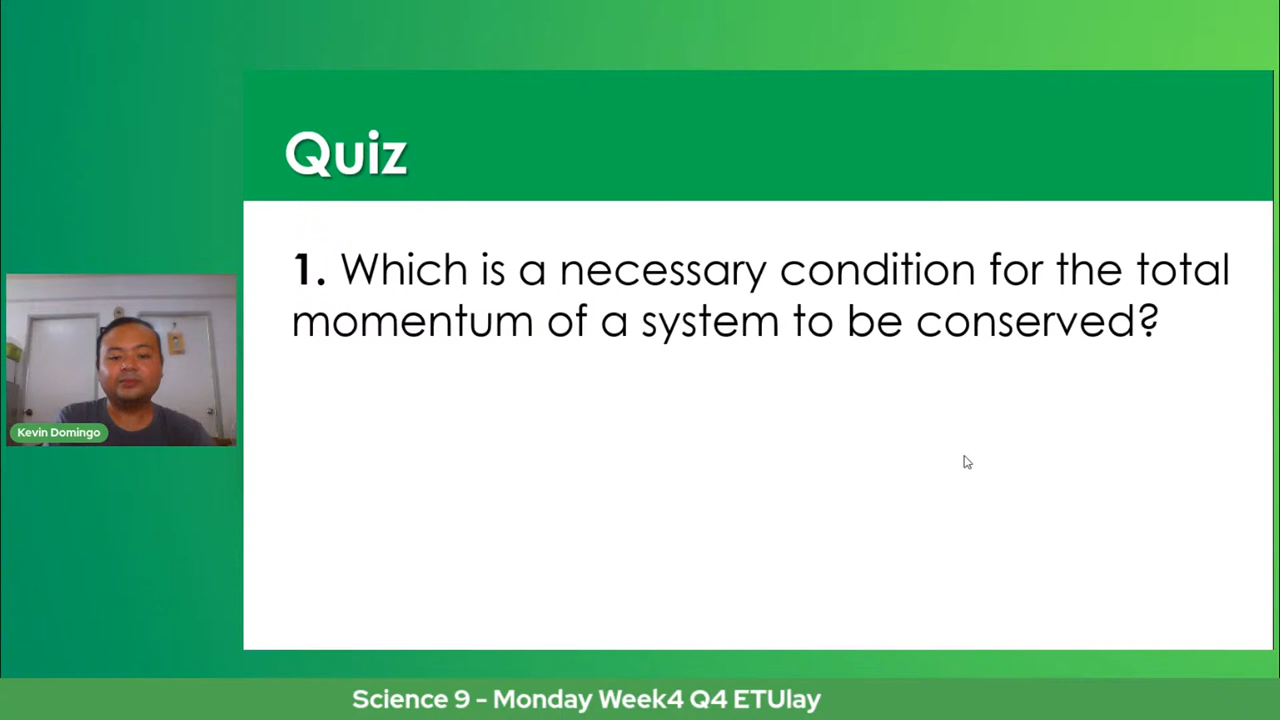 Quiz
1. Which is a necessary condition for the total
momentum of a system to be conserved?
Kevin Domingo
Science 9 - Monday Week4 Q4 ETUlay